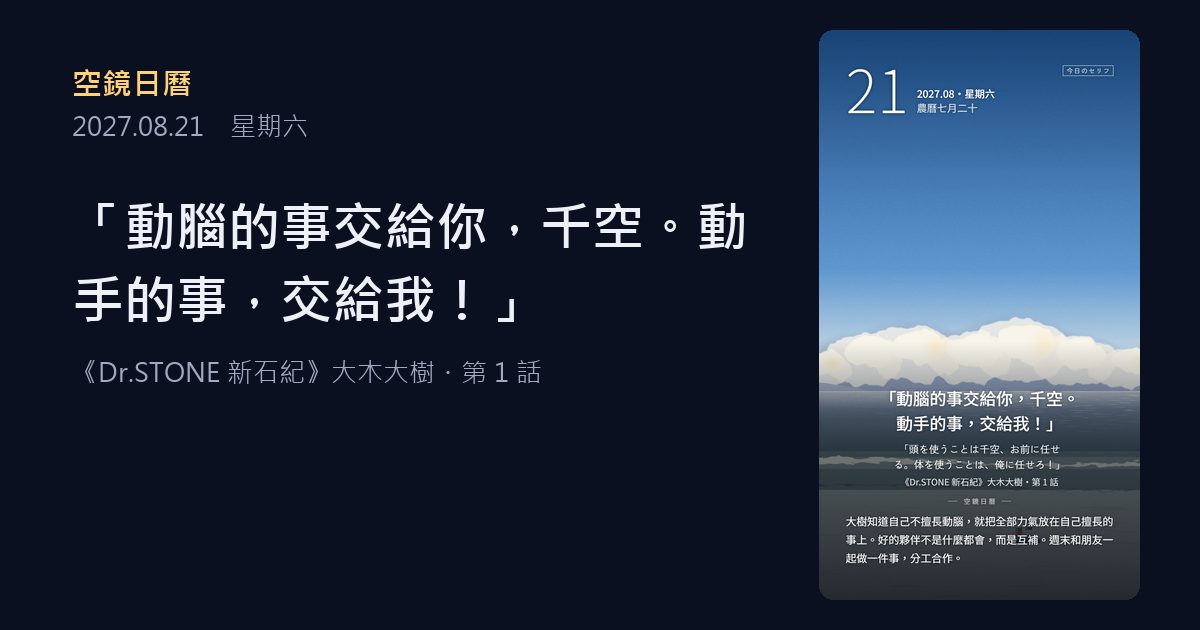 空鏡日曆
2027.08.21 星期六
「動腦的事交給你，千空。動
手的事，交給我！」
《Dr.STONE 新石紀》大木大樹・第 1 話
21
2027.08・星期六
農曆七月二十
今日のセリフ
「動腦的事交給你，千空。
動手的事，交給我！」
「頭を使うことは千空、お前に任せ
る。体を使うことは、俺に任せろ！」
《Dr.STONE 新石紀》大木大樹・第 1 話
— 空鏡日曆 —
大樹知道自己不擅長動腦，就把全部力氣放在自己擅長的
事上。好的夥伴不是什麼都會，而是互補。週末和朋友一
起做一件事，分工合作。